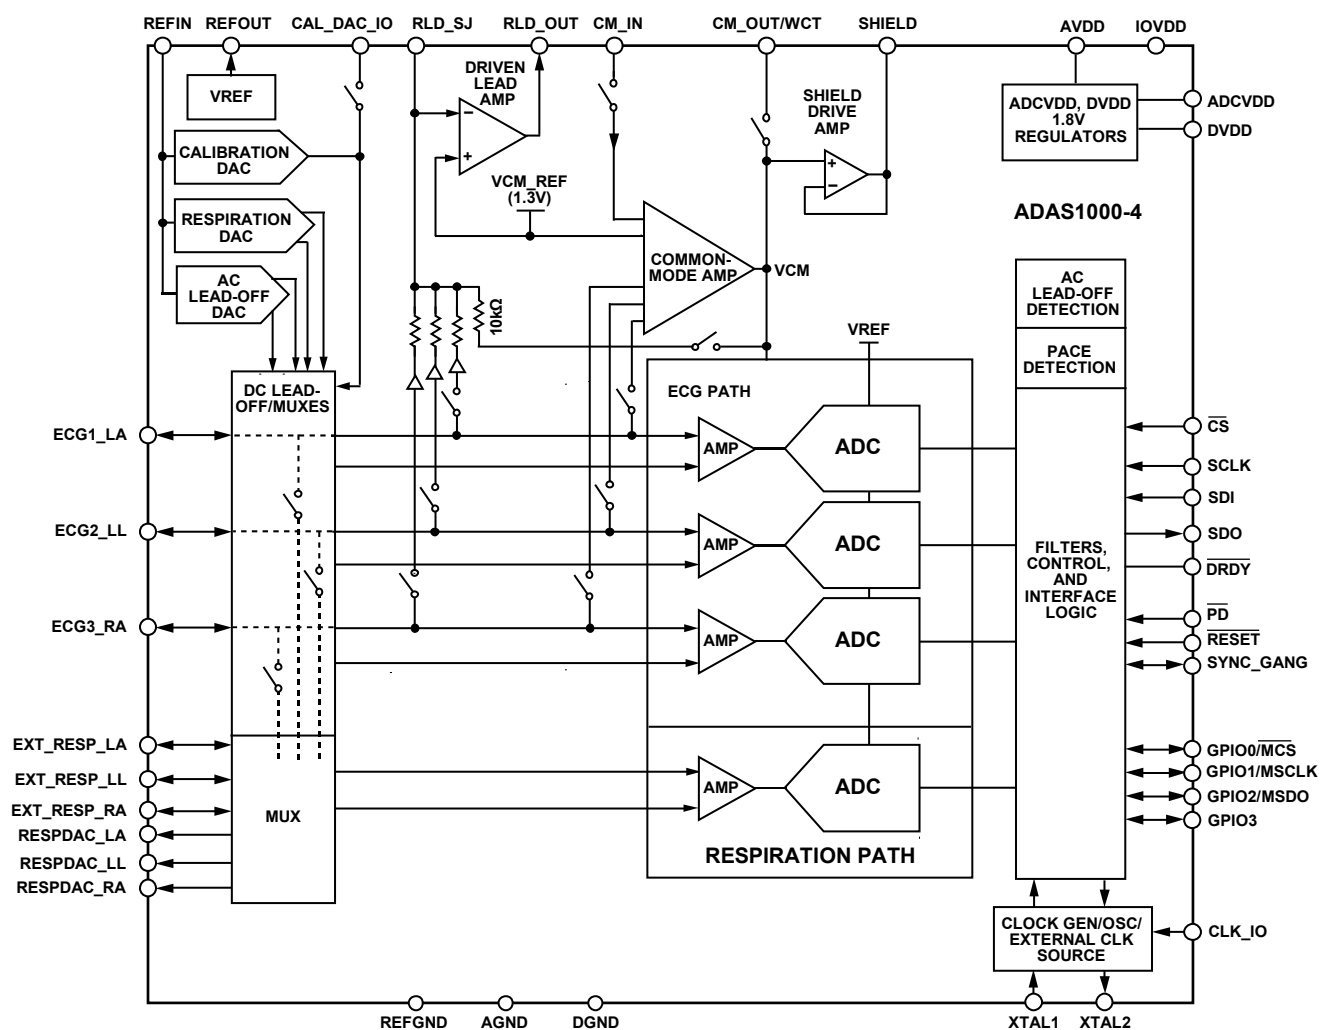 REFIN REFOUT CAL_DAC_IO RLD_SJ RLD_OUT CM_IN CM_OUT/WCT SHIELD AVDD IOVDD
DRIVEN
LEAD
AMP
VREF
SHIELD
DRIVE
AMP
ADCVDD, DVDD
1.8V
REGULATORS
ADCVDD
DVDD
CALIBRATION
DAC
– +
+ –
VCM_REF
(1.3V)
ADAS1000-4
RESPIRATION
DAC
COMMON-
MODE AMP
VCM
AC
LEAD-OFF
DAC
10kΩ
AC
LEAD-OFF
DETECTION
VREF
PACE
DETECTION
DC LEAD-
OFF/MUXES
ECG PATH
ECG1_LA
AMP
ADC
CS
SCLK
SDI
ECG2_LL
AMP
ADC
SDO
FILTERS,
CONTROL,
AND
INTERFACE
LOGIC
DRDY
ECG3_RA
AMP
ADC
PD
RESET
SYNC_GANG
EXT_RESP_LA
EXT_RESP_LL
EXT_RESP_RA
RESPDAC_LA
RESPDAC_LL
RESPDAC_RA
MUX
AMP
ADC
RESPIRATION PATH
GPIO0/MCS
GPIO1/MSCLK
GPIO2/MSDO
GPIO3
CLOCK GEN/OSC/
EXTERNAL CLK
SOURCE
CLK_IO
REFGND AGND DGND XTAL1 XTAL2